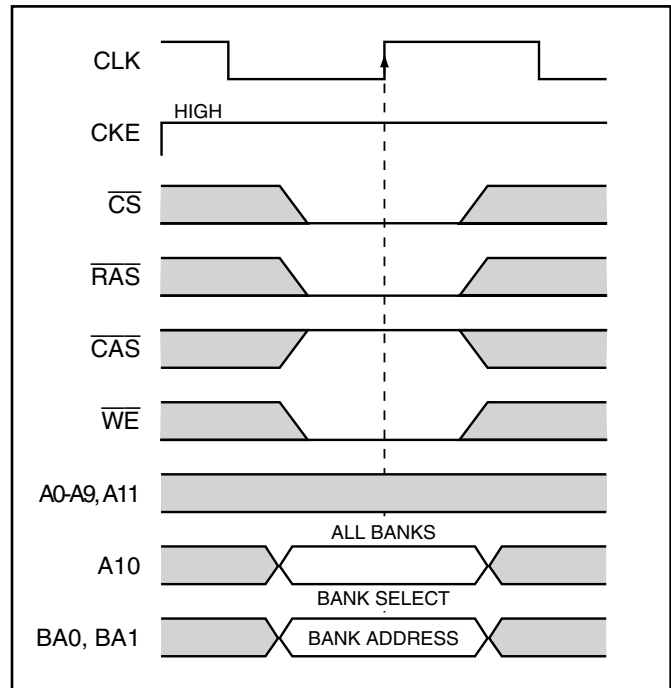 CLK
HIGH
CKE
CS
RAS
CAS
WE
A0-A9, A11
ALL BANKS
A10
BANK SELECT
BA0, BA1 BANK ADDRESS